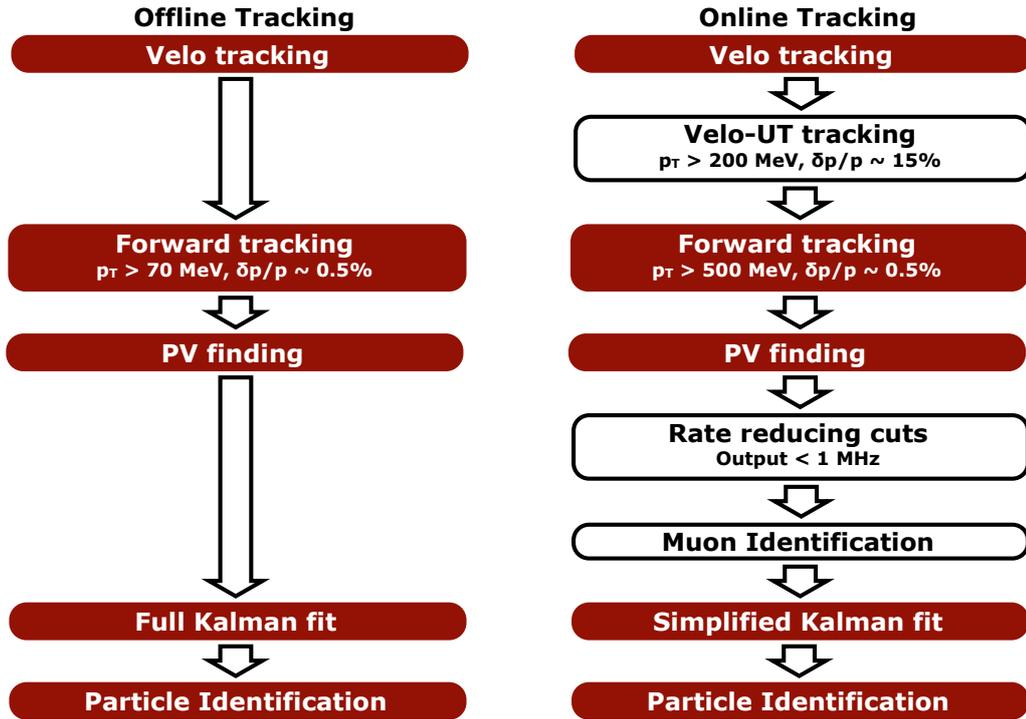 Offline Tracking
Velo tracking
Forward tracking
pT > 70 MeV, δp/p ~ 0.5%
PV finding
Full Kalman fit
Particle Identification
Online Tracking
Velo tracking
Velo-UT tracking
pT > 200 MeV, δp/p ~ 15%
Forward tracking
pT > 500 MeV, δp/p ~ 0.5%
PV finding
Rate reducing cuts
Output < 1 MHz
Muon Identification
Simplified Kalman fit
Particle Identification